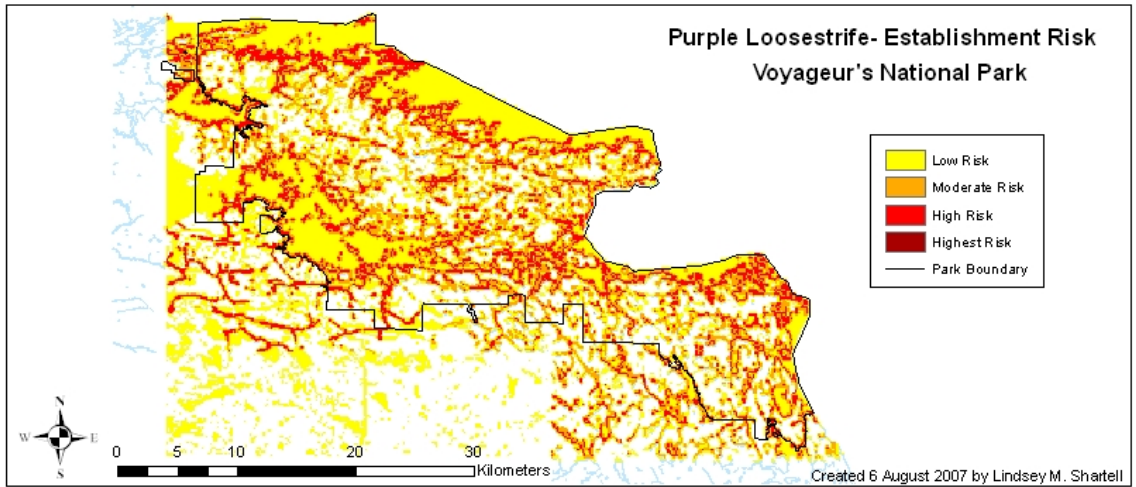 Purple Loosestrife- Establishment Risk
Voyageur's National Park
Low Risk
Moderate Risk
High Risk
Highest Risk
Park Boundary
N
W E
S
0 5 10 20 30
Kilometers
Created 6 August 2007 by Lindsey M. Shartell